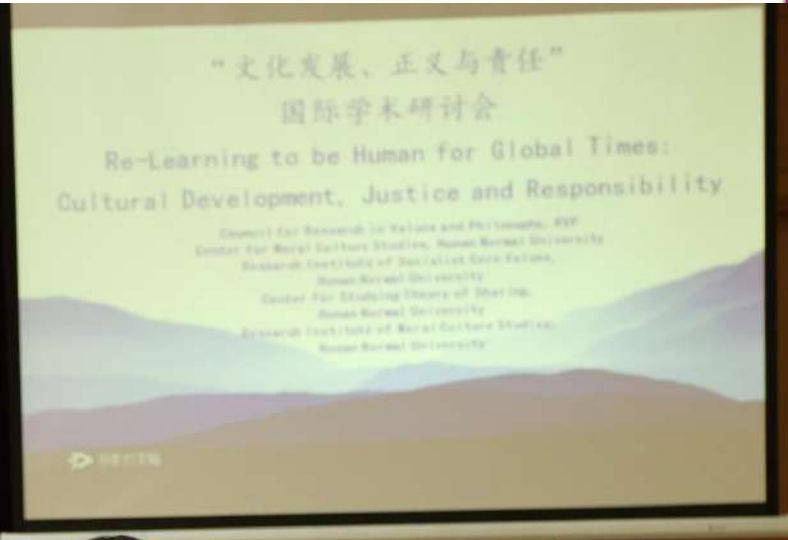 “文化发展、正义与责任”
国际学术研讨会
Re-Learning to be Human for Global Times:
Cultural Development, Justice and Responsibility
Council for Research in Values and Philosophy, RVP
Center for Moral Culture Studies, Hunan Normal University
Research Institute of Socialist Core Values,
Hunan Normal University
Center for Studying Theory of Sharing,
Hunan Normal University
Research Institute of Moral Culture Studies,
Hunan Normal University